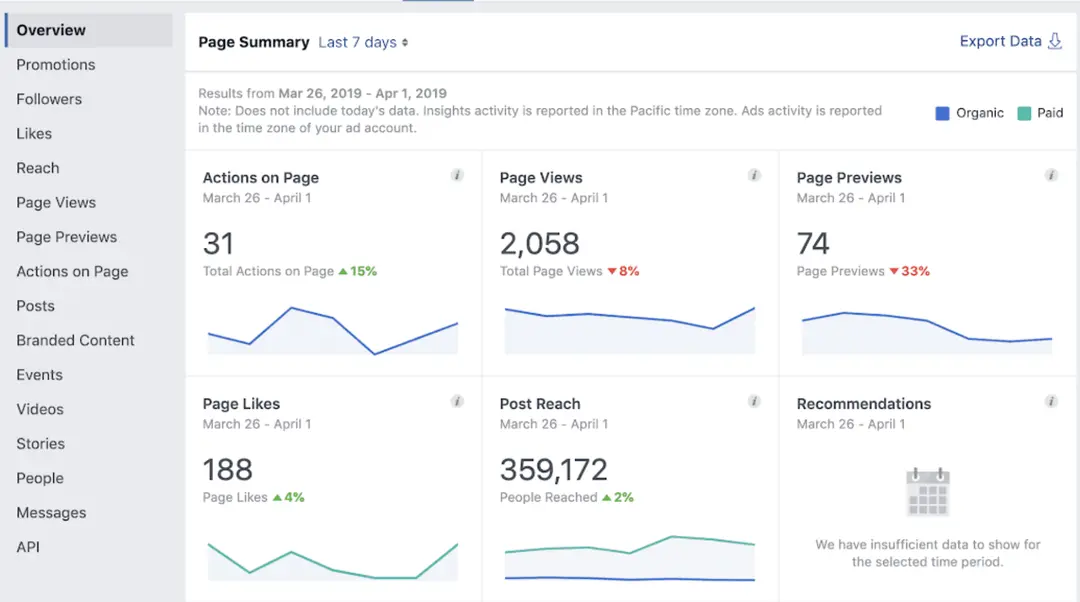 Overview
Promotions
Followers
Likes
Reach
Page Views
Page Previews
Actions on Page
Posts
Branded Content
Events
Videos
Stories
People
Messages
API
Page Summary Last 7 days
Export Data
Results from Mar 26, 2019 - Apr 1, 2019
Note: Does not include today's data. Insights activity is reported in the Pacific time zone. Ads activity is reported
in the time zone of your ad account.
Organic Paid
Actions on Page i
March 26 - April 1
31
Total Actions on Page ▲15%
Page Views i
March 26 - April 1
2,058
Total Page Views ▼8%
Page Previews i
March 26 - April 1
74
Page Previews ▼33%
Page Likes i
March 26 - April 1
188
Page Likes ▲4%
Post Reach i
March 26 - April 1
359,172
People Reached ▲2%
Recommendations i
March 26 - April 1
We have insufficient data to show for
the selected time period.